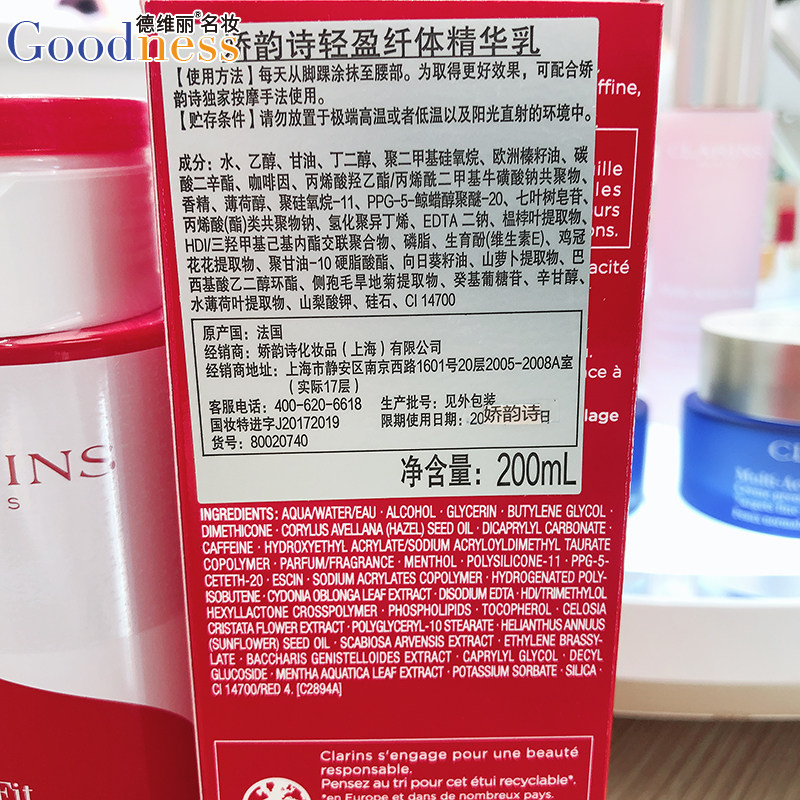 德维丽®名妆
Goodness
娇韵诗轻盈纤体精华乳
【使用方法】每天从脚踝涂抹至腰部。为取得更好效果，可配合娇
韵诗独家按摩手法使用。
【贮存条件】请勿放置于极端高温或者低温以及阳光直射的环境中。
成分：水、乙醇、甘油、丁二醇、聚二甲基硅氧烷、欧洲榛籽油、碳
酸二辛酯、咖啡因、丙烯酸羟乙酯/丙烯酰二甲基牛磺酸钠共聚物、
香精、薄荷醇、聚硅氧烷-11、PPG-5-鲸蜡醇聚醚-20、七叶树皂苷、
丙烯酸(酯)类共聚物钠、氢化聚异丁烯、EDTA 二钠、榅桲叶提取物、
HDI/三羟甲基己基内酯交联聚合物、磷脂、生育酚(维生素E)、鸡冠
花花提取物、聚甘油-10 硬脂酸酯、向日葵籽油、山萝卜提取物、巴
西基酸乙二醇环酯、侧孢毛旱地菊提取物、癸基葡糖苷、辛甘醇、
水薄荷叶提取物、山梨酸钾、硅石、CI 14700
原产国：法国
经销商：娇韵诗化妆品（上海）有限公司
经销商地址：上海市静安区南京西路1601号20层2005-2008A室
（实际17层）
客服电话：400-620-6618 生产批号：见外包装
国妆特进字J20172019 限期使用日期：20娇韵诗日
货号：80020740
净含量：200mL
INGREDIENTS: AQUA/WATER/EAU · ALCOHOL · GLYCERIN · BUTYLENE GLYCOL ·
DIMETHICONE · CORYLUS AVELLANA (HAZEL) SEED OIL · DICAPRYLYL CARBONATE ·
CAFFEINE · HYDROXYETHYL ACRYLATE/SODIUM ACRYLOYLDIMETHYL TAURATE
COPOLYMER · PARFUM/FRAGRANCE · MENTHOL · POLYSILICONE-11 · PPG-5-
CETETH-20 · ESCIN · SODIUM ACRYLATES COPOLYMER · HYDROGENATED POLY-
ISOBUTENE · CYDONIA OBLONGA LEAF EXTRACT · DISODIUM EDTA · HDI/TRIMETHYLOL
HEXYLLACTONE CROSSPOLYMER · PHOSPHOLIPIDS · TOCOPHEROL · CELOSIA
CRISTATA FLOWER EXTRACT · POLYGLYCERYL-10 STEARATE · HELIANTHUS ANNUUS
(SUNFLOWER) SEED OIL · SCABIOSA ARVENSIS EXTRACT · ETHYLENE BRASSY-
LATE · BACCHARIS GENISTELLOIDES EXTRACT · CAPRYLYL GLYCOL · DECYL
GLUCOSIDE · MENTHA AQUATICA LEAF EXTRACT · POTASSIUM SORBATE · SILICA ·
CI 14700/RED 4. [C2894A]
Clarins s'engage pour une beauté
responsable.
Pensez au tri pour cet étui recyclable*.
*en Europe et dans de nombreux pays.
ffine,
uille
les
urs
ns.
acité
ce à
lage
INS
S
Fit
CL
Multi-Ac